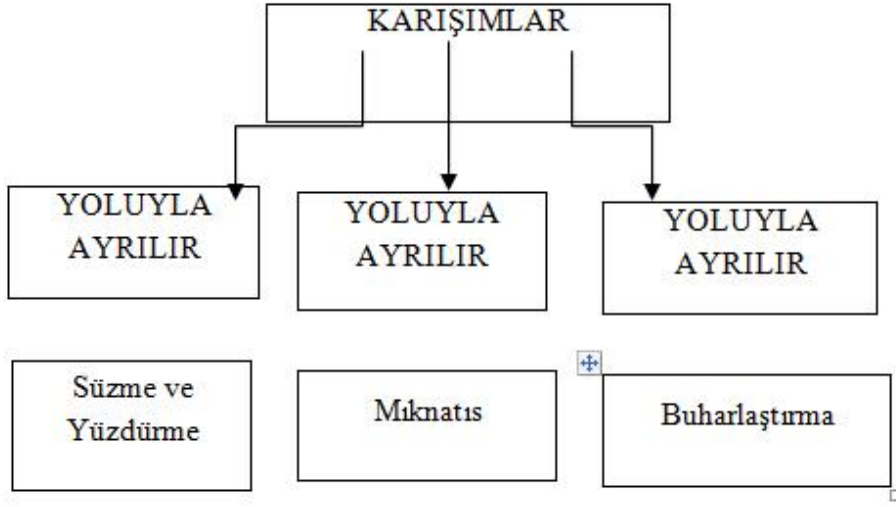 KARIŞIMLAR
YOLUYLA
AYRILIR
YOLUYLA
AYRILIR
YOLUYLA
AYRILIR
Süzme ve
Yüzdürme
Mıknatıs
Buharlaştırma